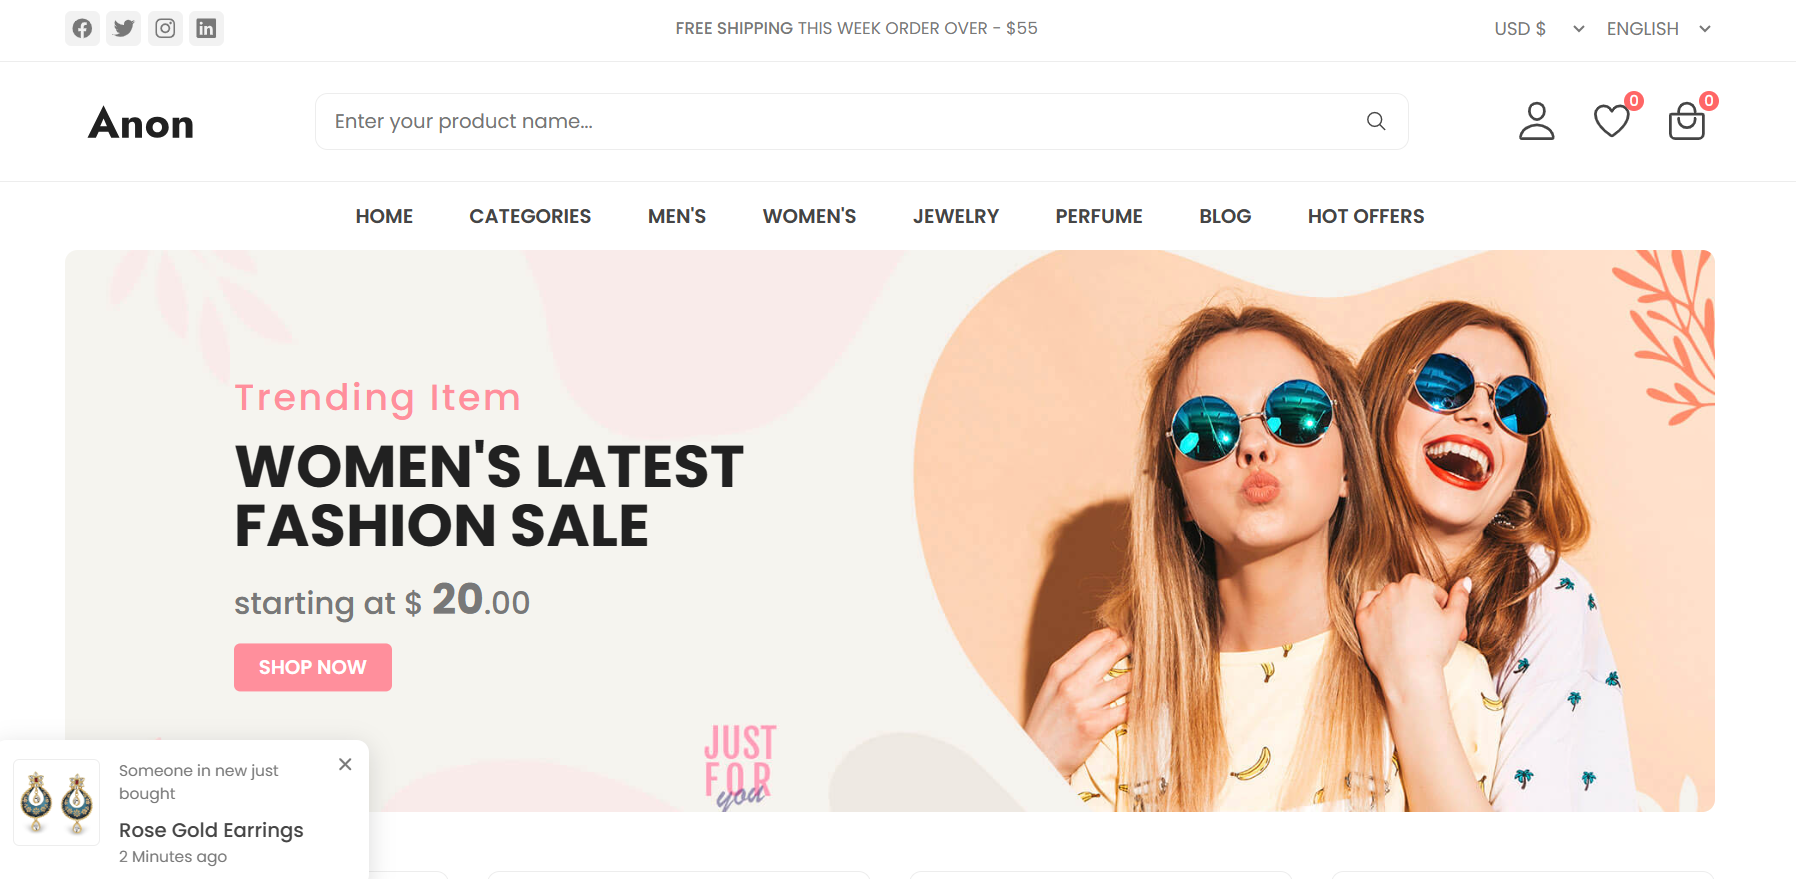 FREE SHIPPING THIS WEEK ORDER OVER - $55
USD $
ENGLISH
Anon
Enter your product name...
0
0
HOME
CATEGORIES
MEN'S
WOMEN'S
JEWELRY
PERFUME
BLOG
HOT OFFERS
Trending Item
WOMEN'S LATEST
FASHION SALE
starting at $ 20.00
SHOP NOW
JUST
FOR
you
Someone in new just
bought
Rose Gold Earrings
2 Minutes ago